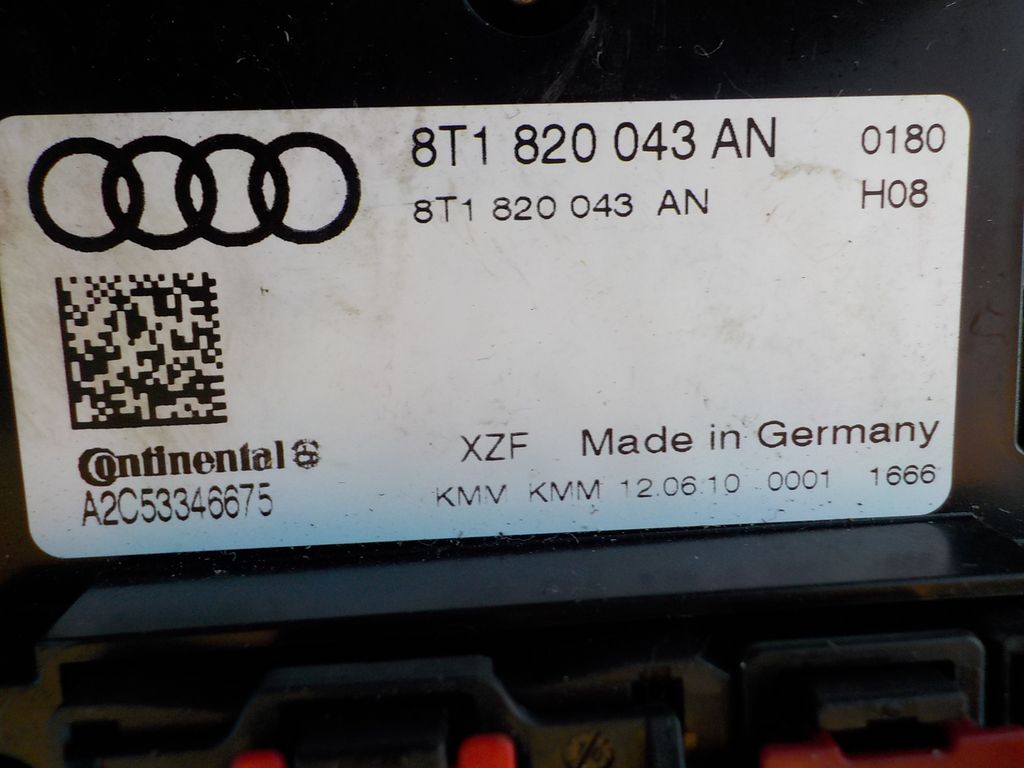 8T1 820 043 AN 0180
8T1 820 043 AN H08
Continental
A2C53346675
XZF Made in Germany
KMV KMM 12.06.10 0001 1666